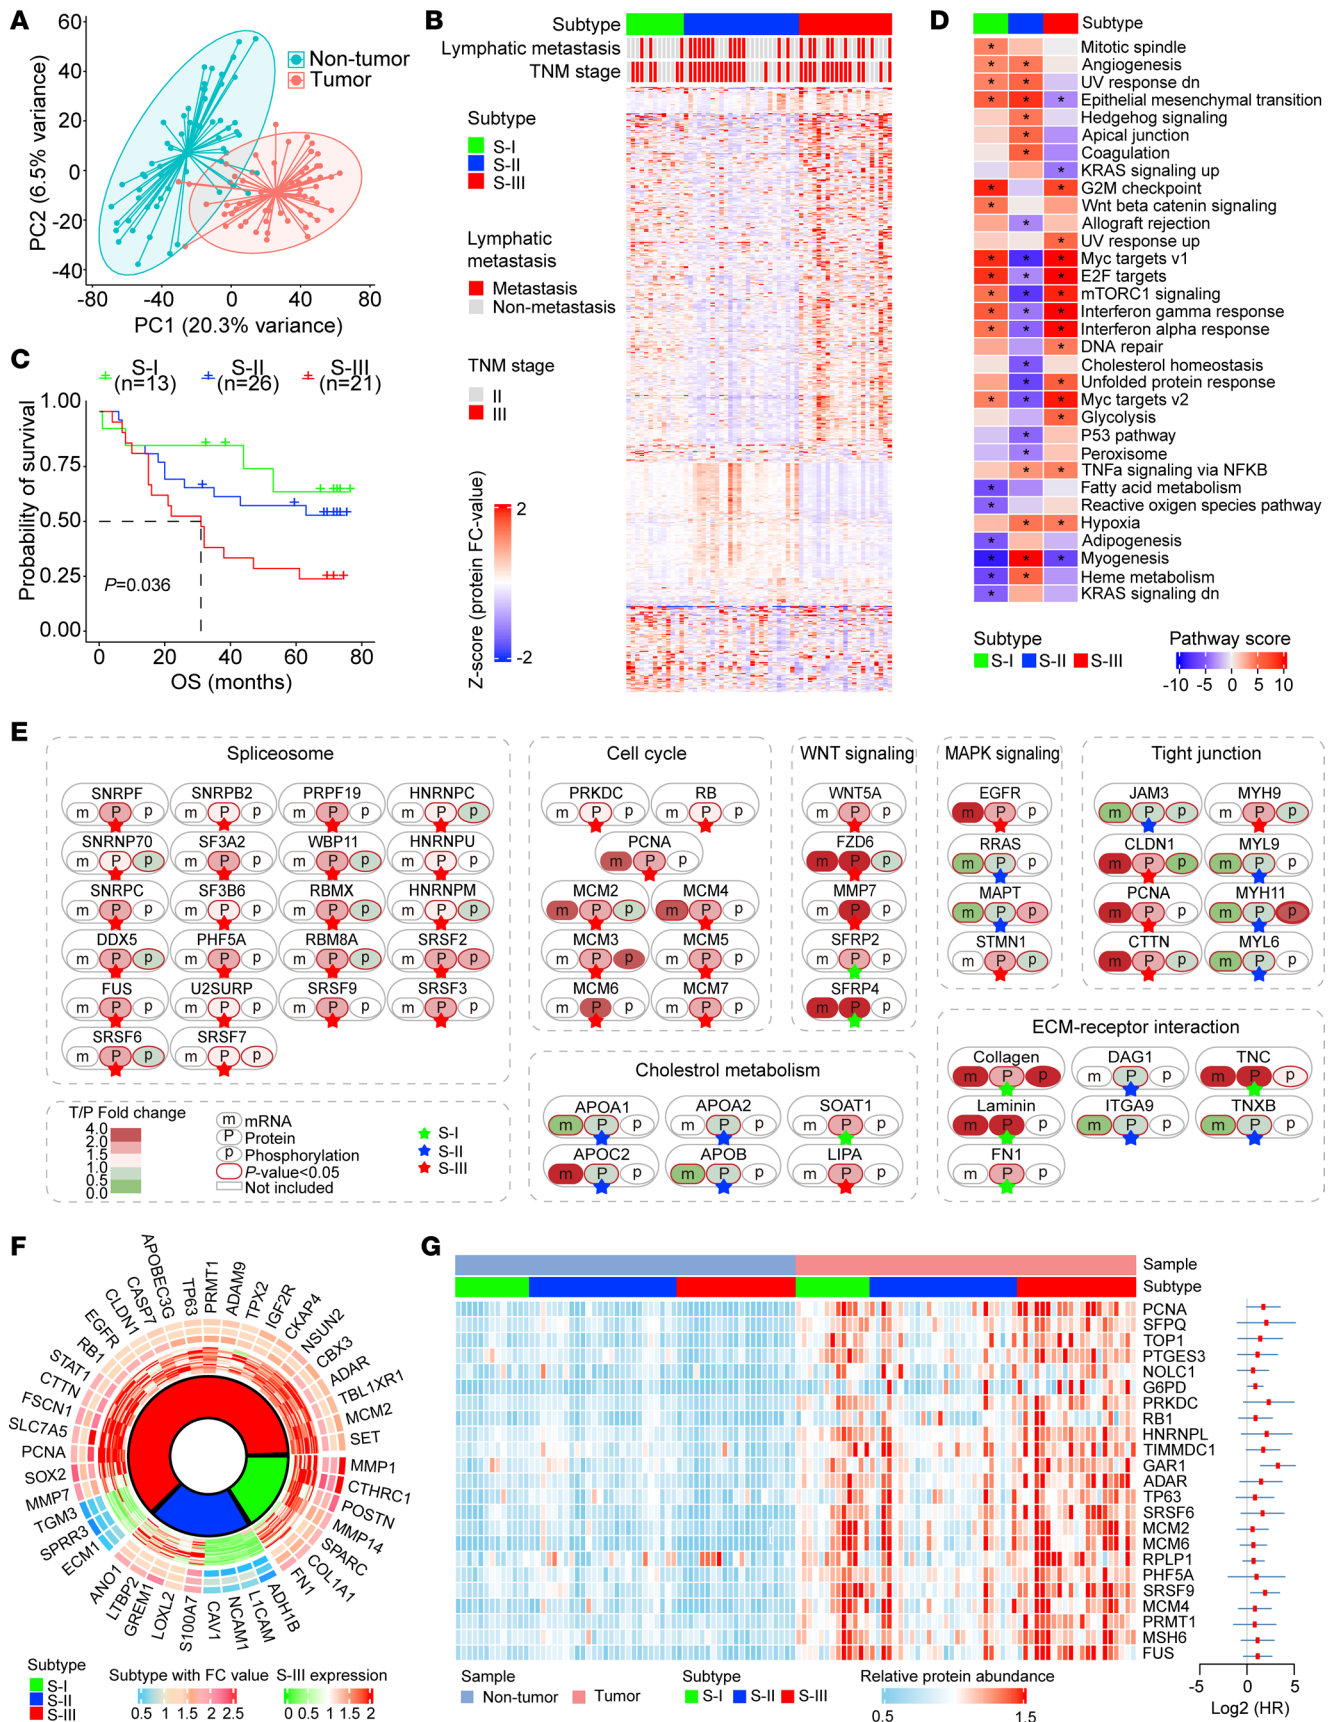 A
60
40
20
0
-20
-40
-80
-40
0
40
80
PC2 (6.5% variance)
PC1 (20.3% variance)
Non-tumor
Tumor
B
Subtype
Lymphatic metastasis
TNM stage
Subtype
S-I
S-II
S-III
Lymphatic
metastasis
Metastasis
Non-metastasis
TNM stage
II
III
Z-score (protein FC-value)
2
-2
C
S-I
(n=13)
S-II
(n=26)
S-III
(n=21)
1.00
0.75
0.50
0.25
0.00
Probability of survival
P=0.036
0
20
40
60
80
OS (months)
D
Subtype
Mitotic spindle
Angiogenesis
UV response dn
Epithelial mesenchymal transition
Hedgehog signaling
Apical junction
Coagulation
KRAS signaling up
G2M checkpoint
Wnt beta catenin signaling
Allograft rejection
UV response up
Myc targets v1
E2F targets
mTORC1 signaling
Interferon gamma response
Interferon alpha response
DNA repair
Cholesterol homeostasis
Unfolded protein response
Myc targets v2
Glycolysis
P53 pathway
Peroxisome
TNFa signaling via NFKB
Fatty acid metabolism
Reactive oxigen species pathway
Hypoxia
Adipogenesis
Myogenesis
Heme metabolism
KRAS signaling dn
Subtype
S-I S-II S-III
Pathway score
-10 -5 0 5 10
E
Spliceosome
SNRPF SNRPB2 PRPF19 HNRNPC
m P p m P p m P p m P p
SNRNP70 SF3A2 WBP11 HNRNPU
m P p m P p m P p m P p
SNRPC SF3B6 RBMX HNRNPM
m P p m P p m P p m P p
DDX5 PHF5A RBM8A SRSF2
m P p m P p m P p m P p
FUS U2SURP SRSF9 SRSF3
m P p m P p m P p m P p
SRSF6 SRSF7
m P p m P p
Cell cycle
PRKDC RB
m P p m P p
PCNA
m P p
MCM2 MCM4
m P p m P p
MCM3 MCM5
m P p m P p
MCM6 MCM7
m P p m P p
WNT signaling
WNT5A
m P p
FZD6
m P p
MMP7
m P p
SFRP2
m P p
SFRP4
m P p
MAPK signaling
EGFR
m P p
RRAS
m P p
MAPT
m P p
STMN1
m P p
Tight junction
JAM3 MYH9
m P p m P p
CLDN1 MYL9
m P p m P p
PCNA MYH11
m P p m P p
CTTN MYL6
m P p m P p
T/P Fold change
4.0
2.0
1.5
1.0
0.5
0.0
m mRNA
P Protein
p Phosphorylation
P-value<0.05
Not included
S-I
S-II
S-III
Cholestrol metabolism
APOA1 APOA2 SOAT1
m P p m P p m P p
APOC2 APOB LIPA
m P p m P p m P p
ECM-receptor interaction
Collagen DAG1 TNC
m P p m P p m P p
Laminin ITGA9 TNXB
m P p m P p m P p
FN1
m P p
F
APOBEC3G
TP63
PRMT1
ADAM9
TPX2
IGF2R
CKAP4
NSUN2
CBX3
ADAR
TBL1XR1
MCM2
SET
MMP1
CTHRC1
POSTN
MMP14
SPARC
COL1A1
FN1
ADH1B
L1CAM
NCAM1
CAV1
S100A7
LOXL2
GREM1
LTBP2
ANO1
ECM1
SPRR3
TGM3
MMP7
SOX2
PCNA
SLC7A5
FSCN1
CTTN
STAT1
RB1
EGFR
CLDN1
CASP7
Subtype
S-I
S-II
S-III
Subtype with FC value
0.5 1 1.5 2 2.5
S-III expression
0 0.5 1 1.5 2
G
Sample
Subtype
PCNA
SFPQ
TOP1
PTGES3
NOLC1
G6PD
PRKDC
RB1
HNRNPL
TIMMDC1
GAR1
ADAR
TP63
SRSF6
MCM2
MCM6
RPLP1
PHF5A
SRSF9
MCM4
PRMT1
MSH6
FUS
Sample
Non-tumor Tumor
Subtype
S-I S-II S-III
Relative protein abundance
0.5 1.5
-5 0 5
Log2 (HR)